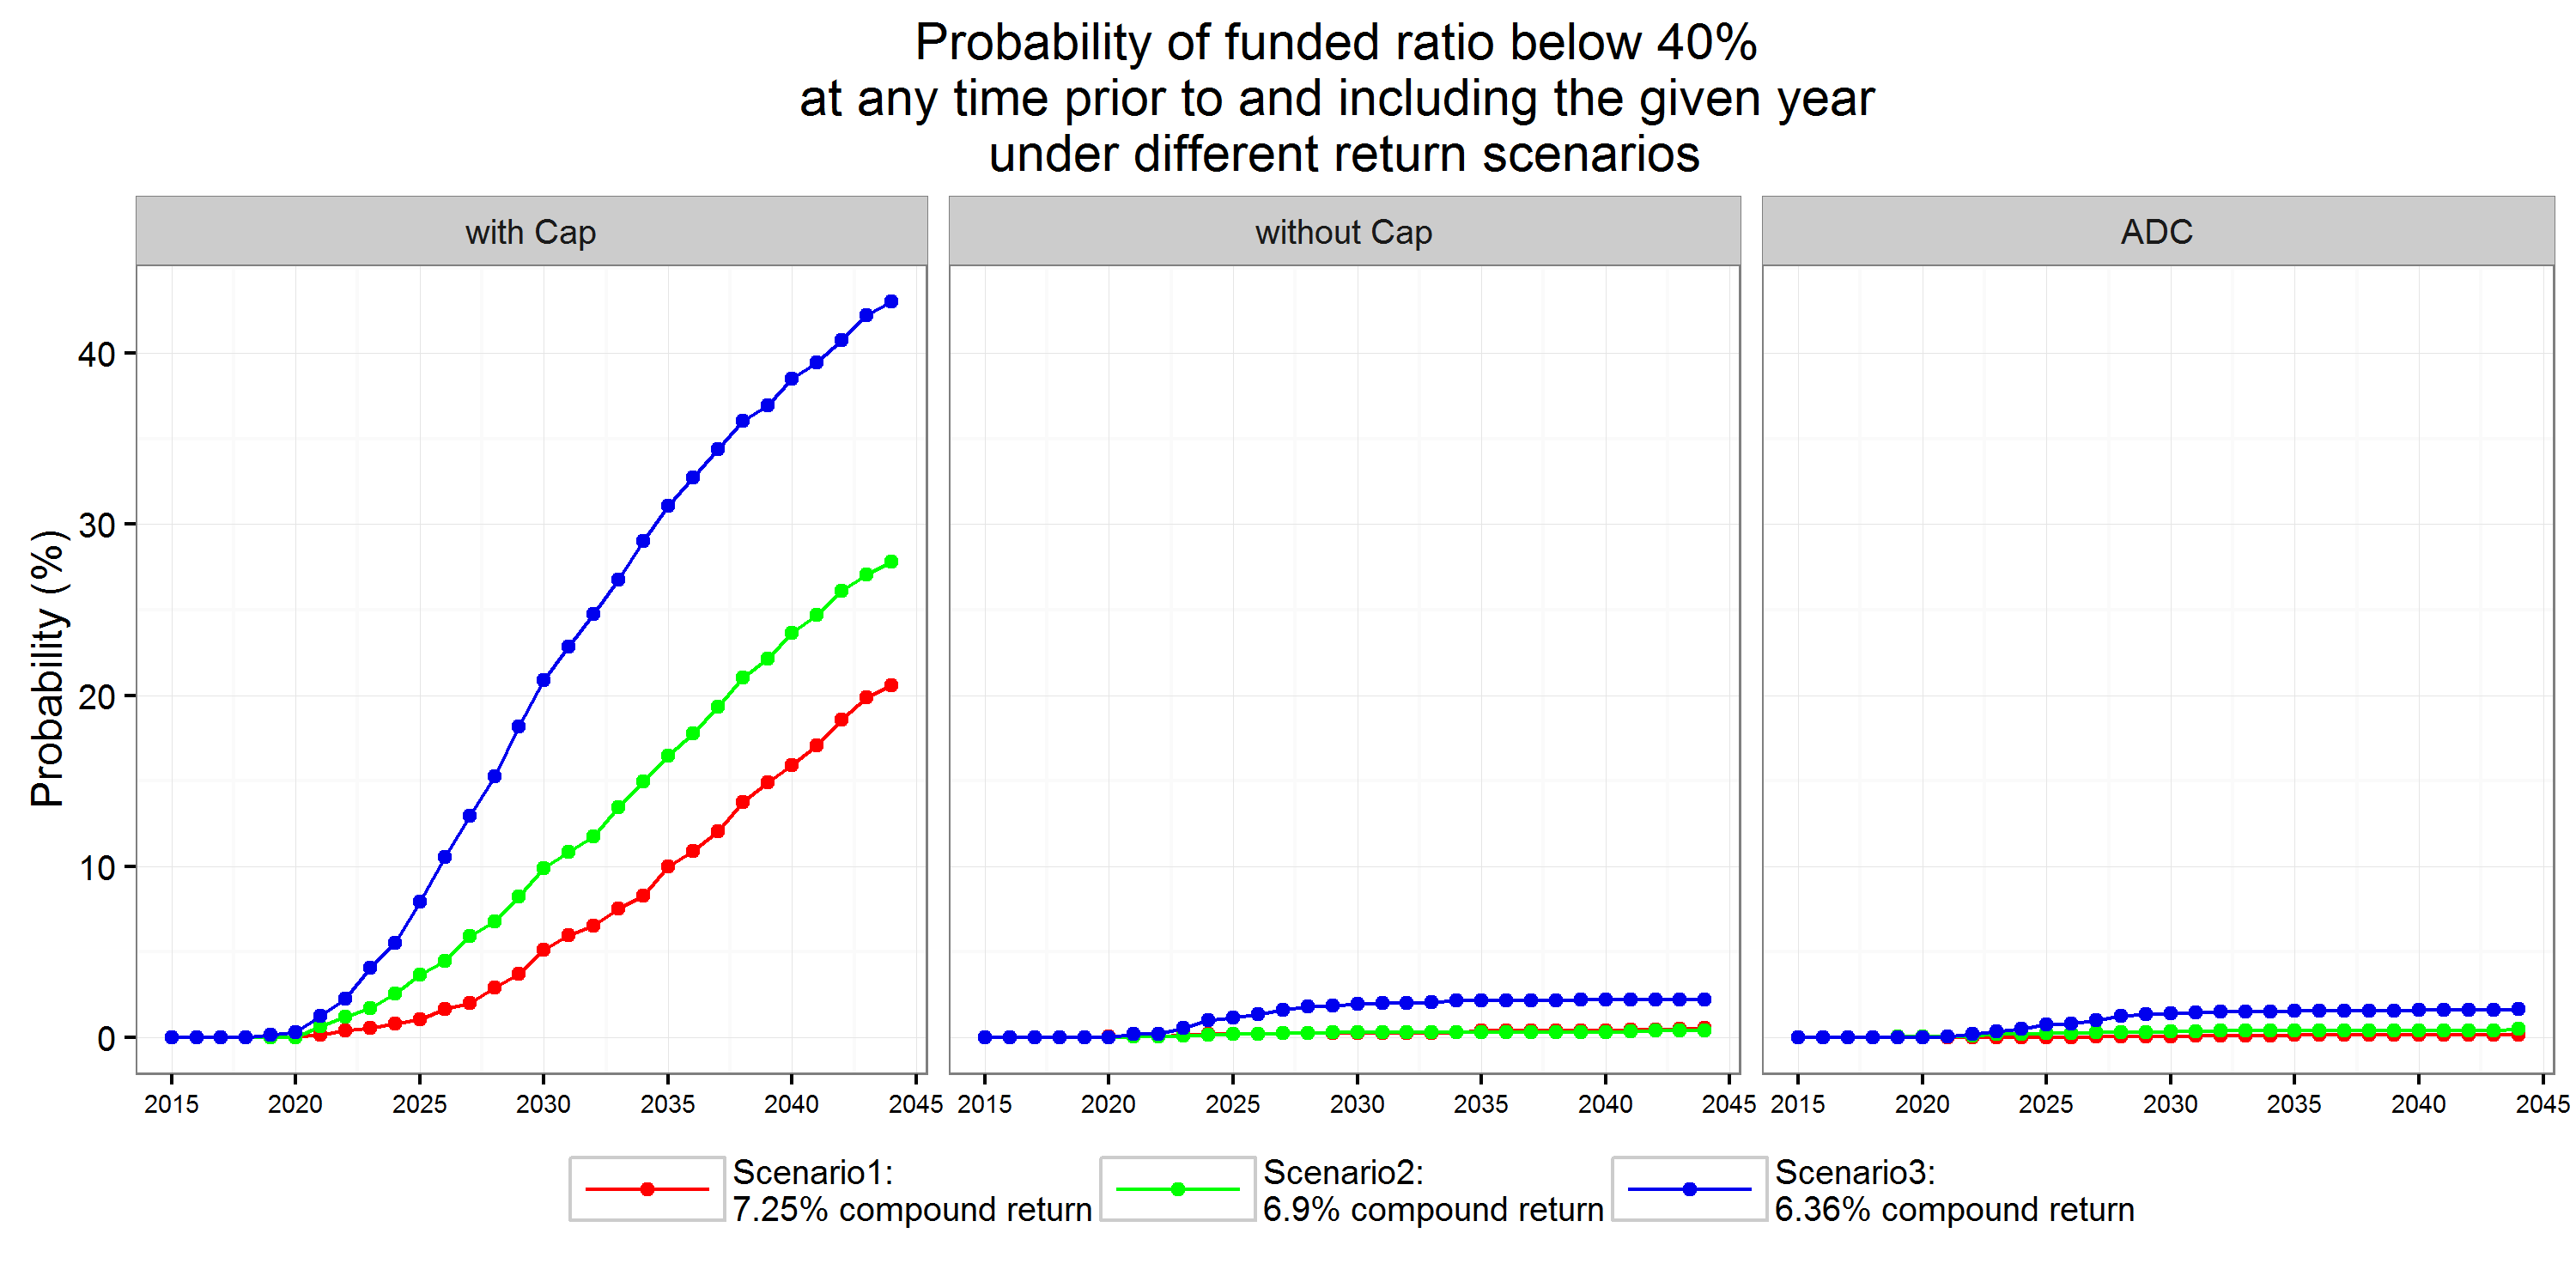 Probability of funded ratio below 40%
at any time prior to and including the given year
under different return scenarios
with Cap
without Cap
ADC
Probability (%)
40
30
20
10
0
2015 2020 2025 2030 2035 2040 2045
2015 2020 2025 2030 2035 2040 2045
2015 2020 2025 2030 2035 2040 2045
Scenario1:
7.25% compound return
Scenario2:
6.9% compound return
Scenario3:
6.36% compound return